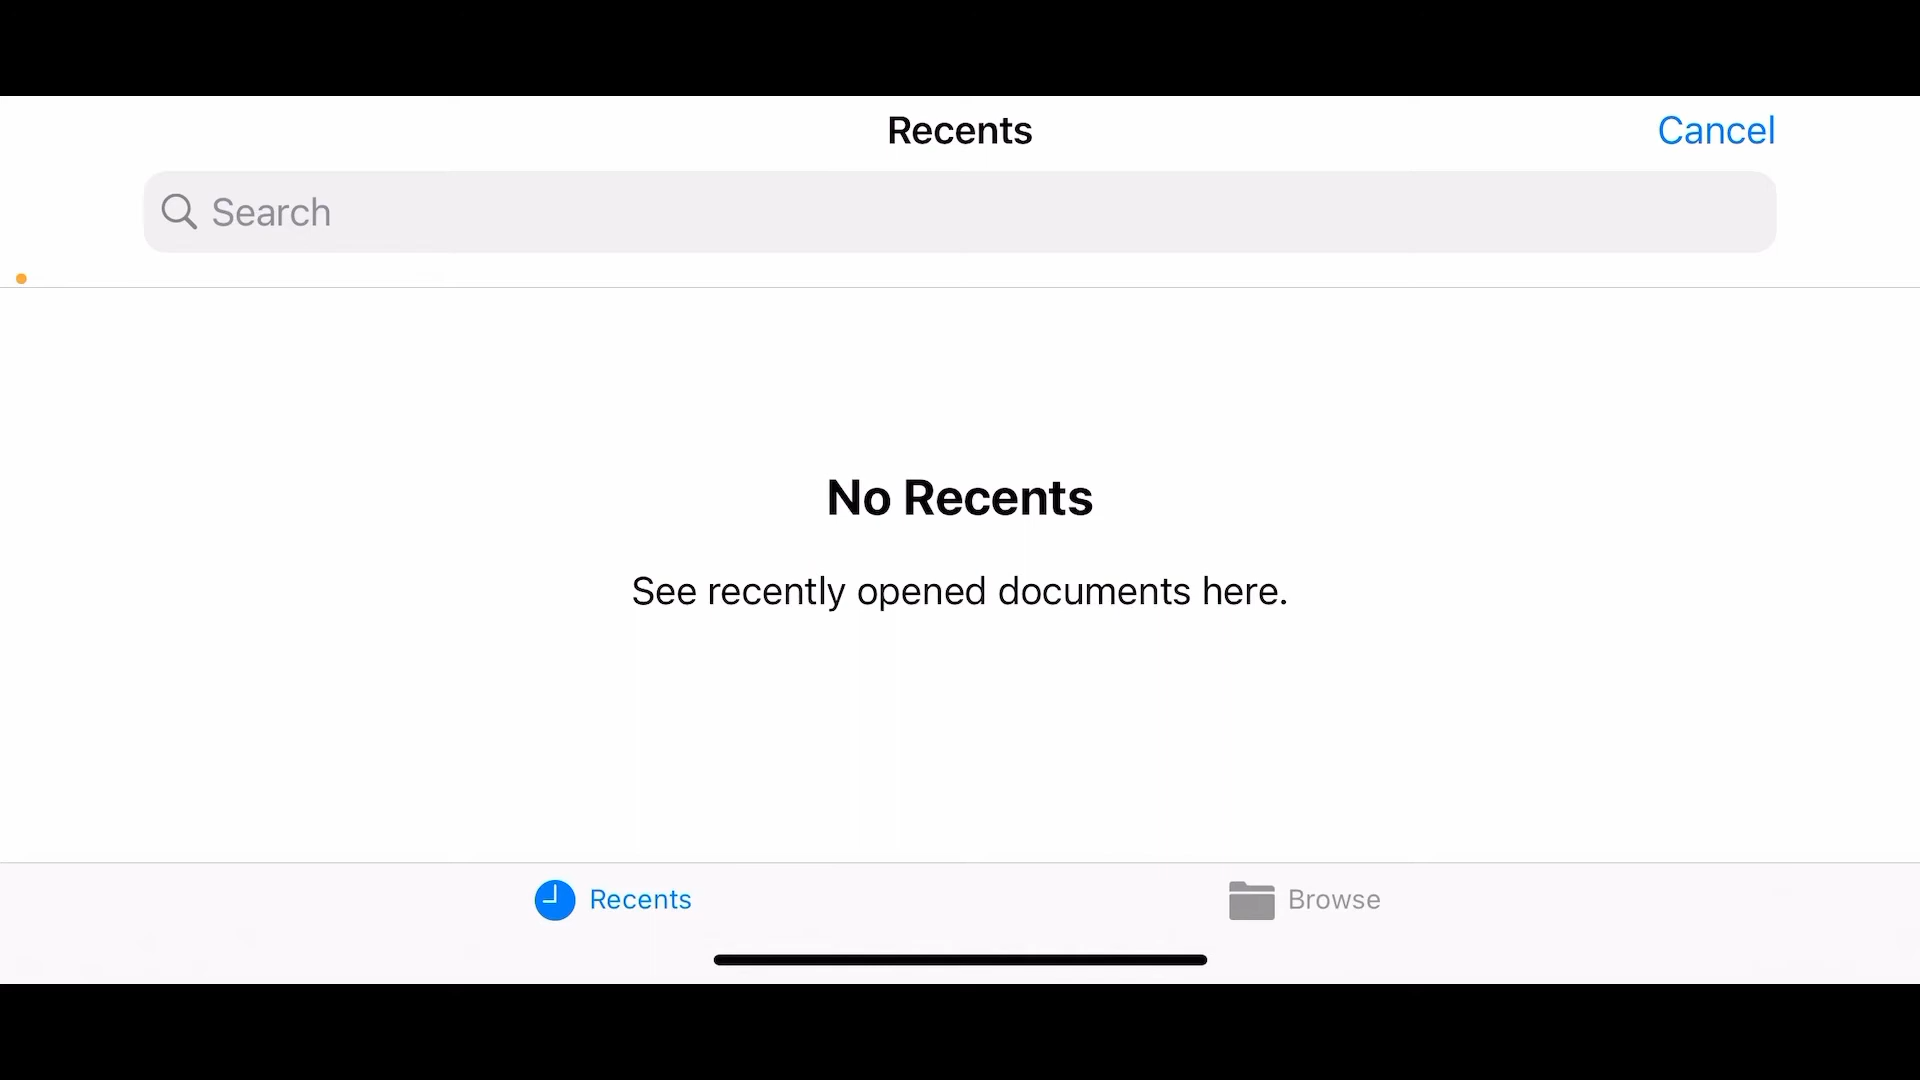 Recents
Cancel
Search
No Recents
See recently opened documents here.
Recents
Browse